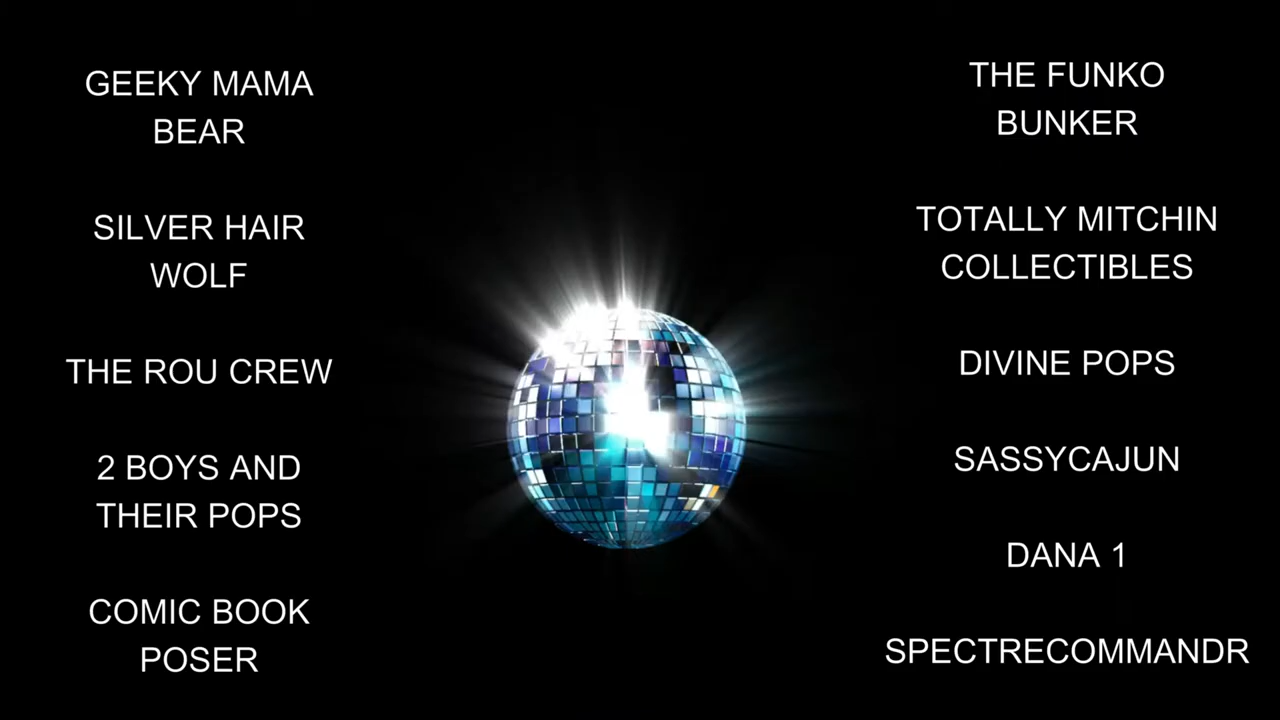 GEEKY MAMA
BEAR
SILVER HAIR
WOLF
THE ROU CREW
2 BOYS AND
THEIR POPS
COMIC BOOK
POSER
THE FUNKO
BUNKER
TOTALLY MITCHIN
COLLECTIBLES
DIVINE POPS
SASSYCAJUN
DANA 1
SPECTRECOMMANDR